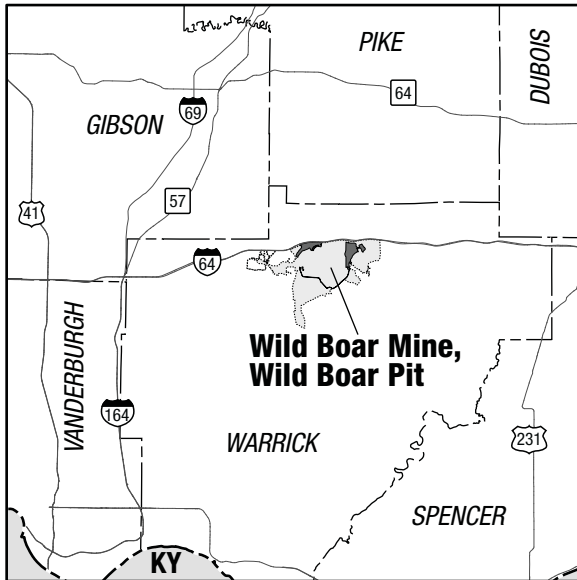 PIKE
DUBOIS
64
69
GIBSON
57
41
64
Wild Boar Mine,
Wild Boar Pit
VANDERBURGH
164
WARRICK
231
SPENCER
KY